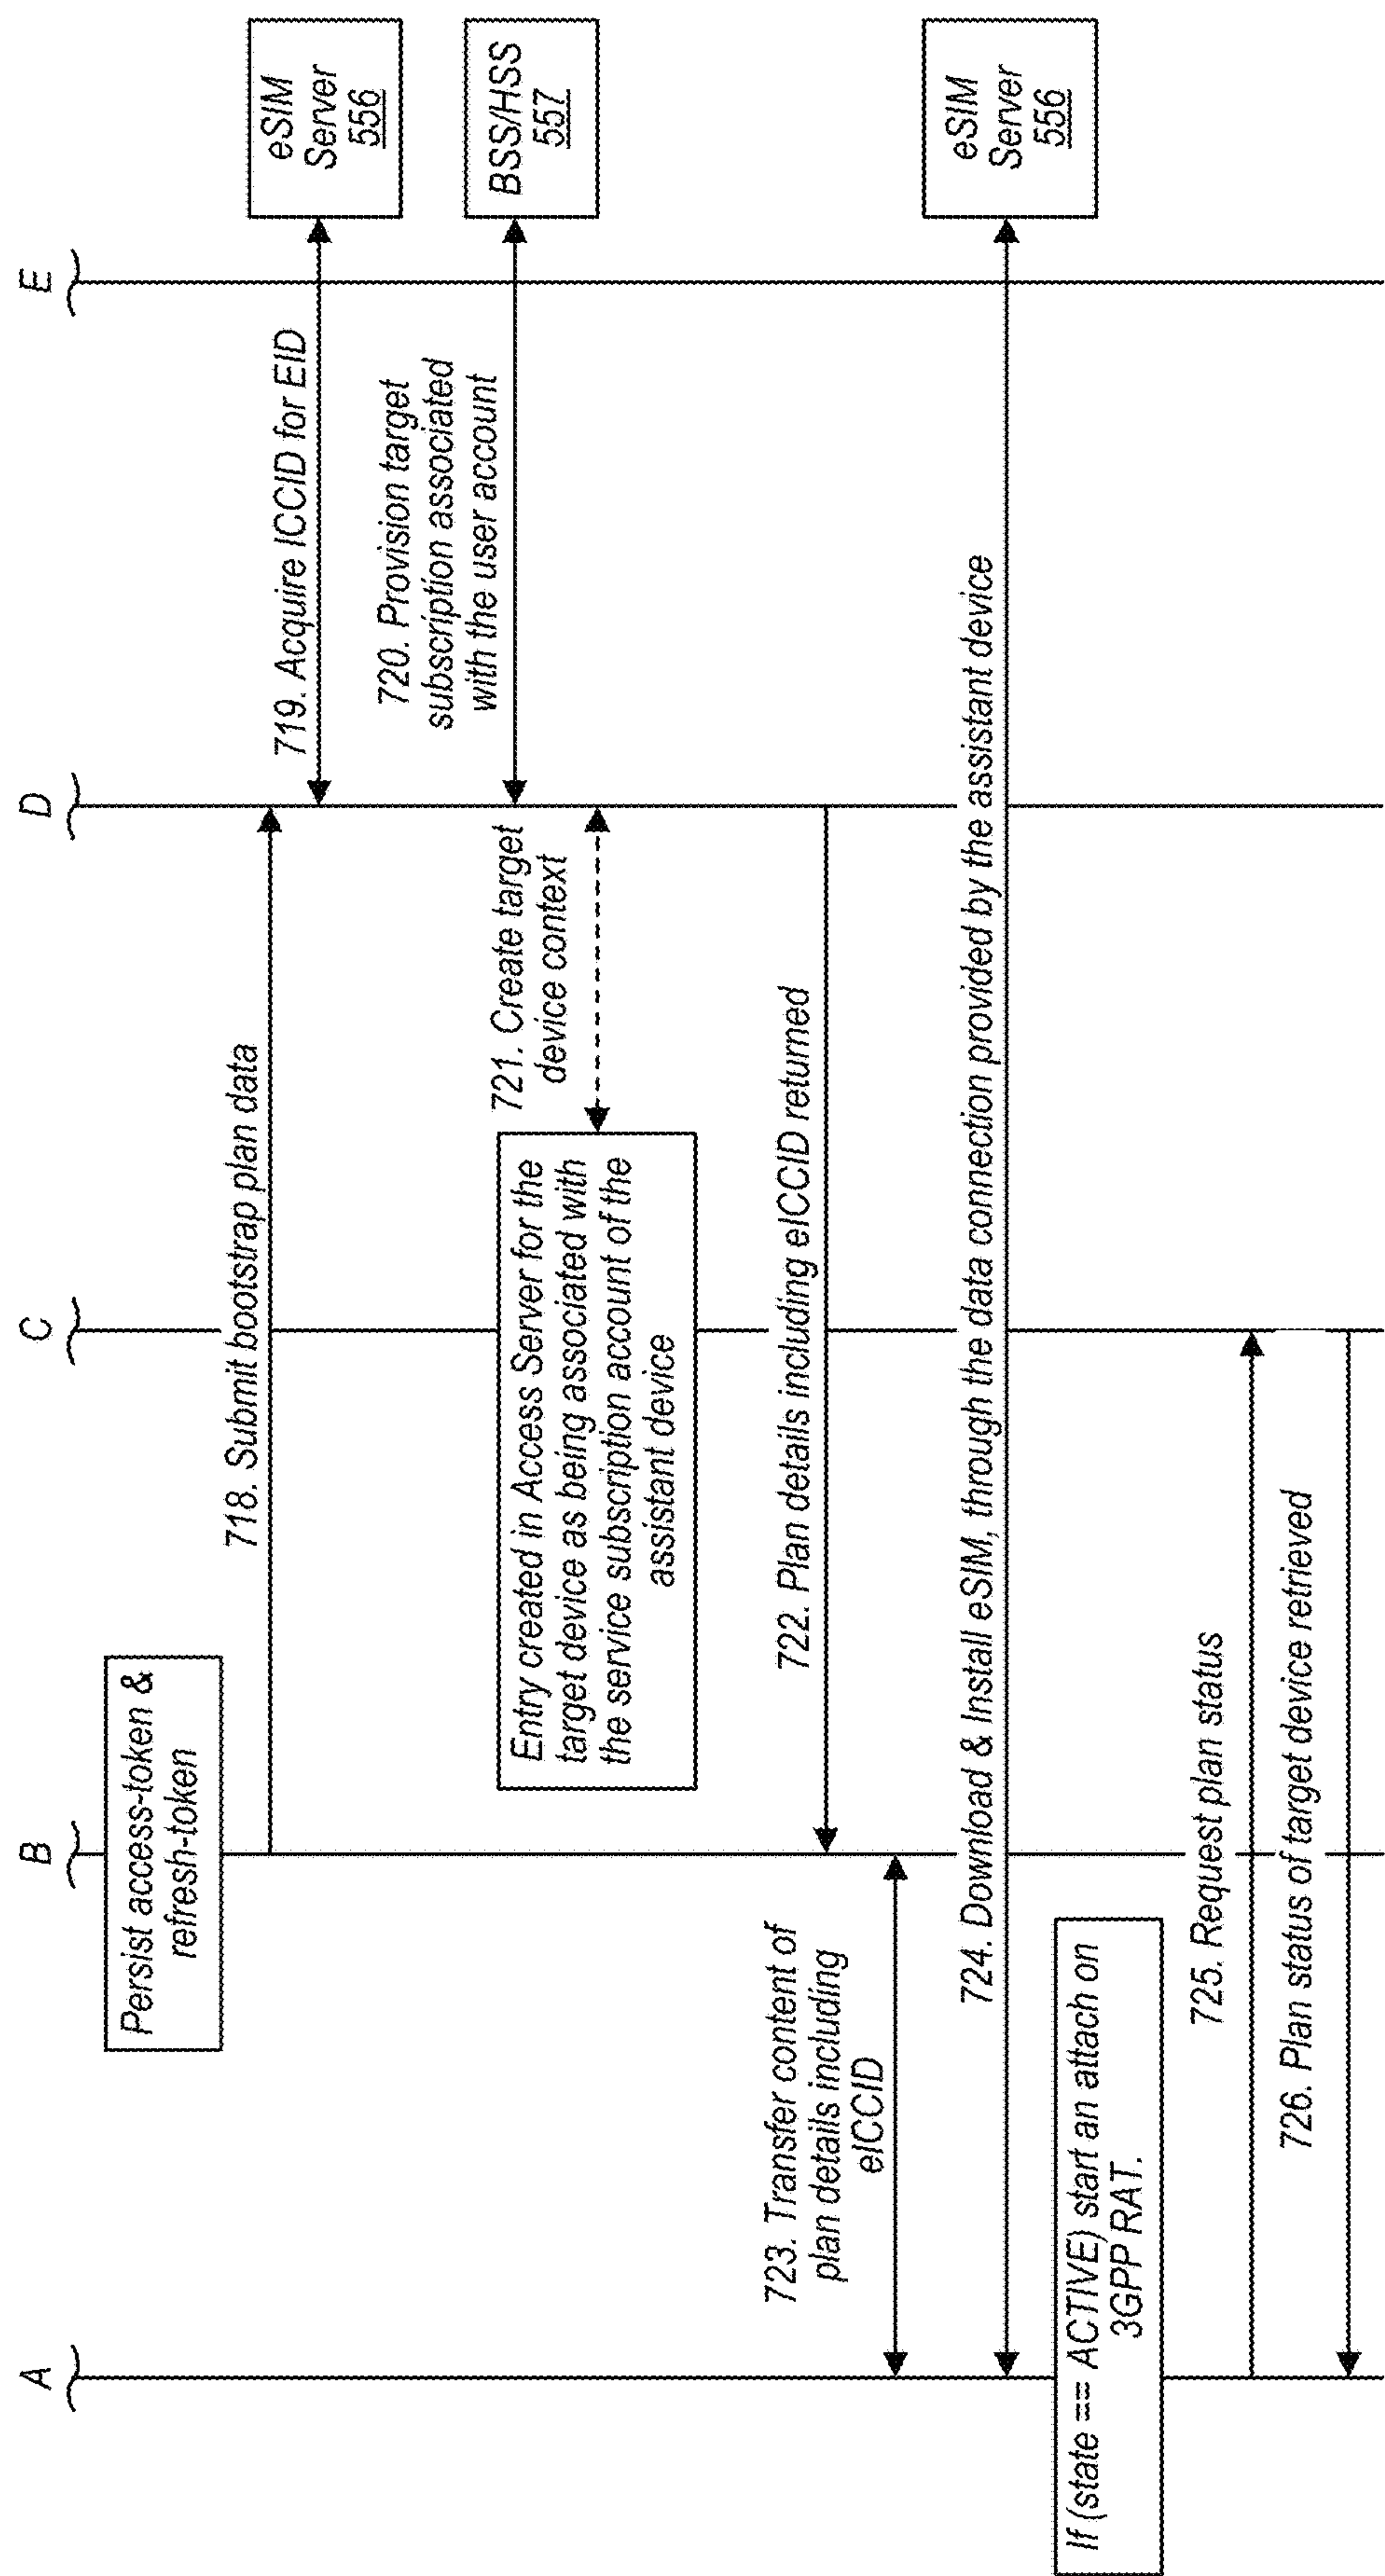 A
B
C
D
E
Persist access-token &
refresh-token
718. Submit bootstrap plan data
719. Acquire ICCID for EID
eSIM
Server
556
720. Provision target
subscription associated
with the user account
BSS/HSS
557
721. Create target
device context
Entry created in Access Server for the
target device as being associated with
the service subscription account of the
assistant device
722. Plan details including eICCID returned
723. Transfer content of
plan details including
eICCID
724. Download & Install eSIM, through the data connection provided by the assistant device
eSIM
Server
556
If (state == ACTIVE) start an attach on
3GPP RAT.
725. Request plan status
726. Plan status of target device retrieved